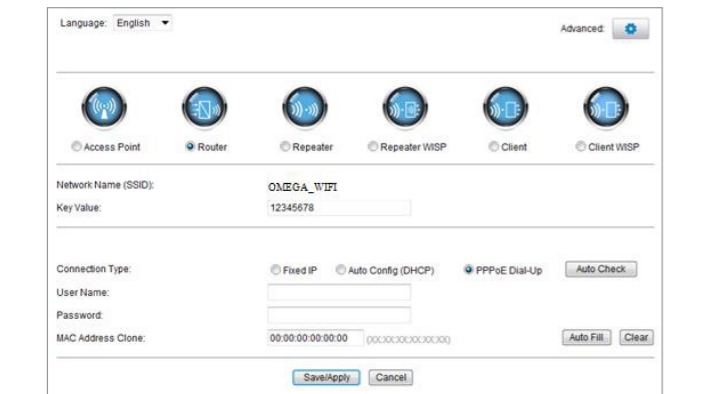 Language: English
Advanced:
Access Point Router Repeater Repeater WISP Client Client WISP
Network Name (SSID): OMEGA_WIFI
Key Value: 12345678
Connection Type: Fixed IP Auto Config (DHCP) PPPoE Dial-Up Auto Check
User Name:
Password:
MAC Address Clone: 00:00:00:00:00:00 (XX:XX:XX:XX:XX:XX) Auto Fill Clear
Save/Apply Cancel